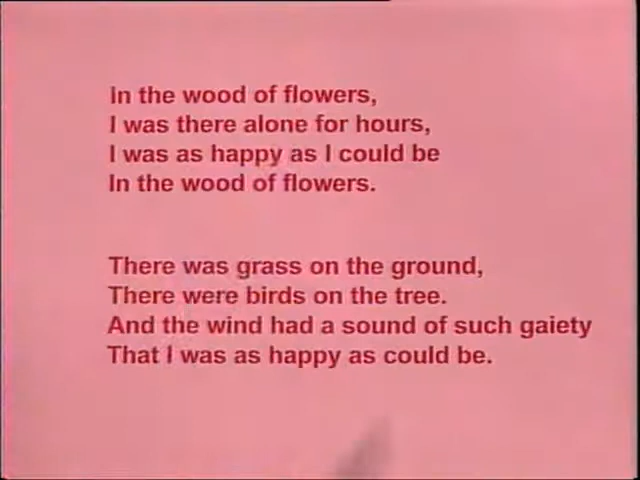 In the wood of flowers,
I was there alone for hours,
I was as happy as I could be
In the wood of flowers.
There was grass on the ground,
There were birds on the tree.
And the wind had a sound of such gaiety
That I was as happy as could be.